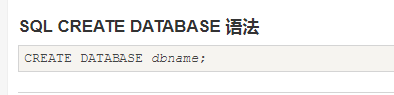 SQL CREATE DATABASE 语法
CREATE DATABASE dbname;